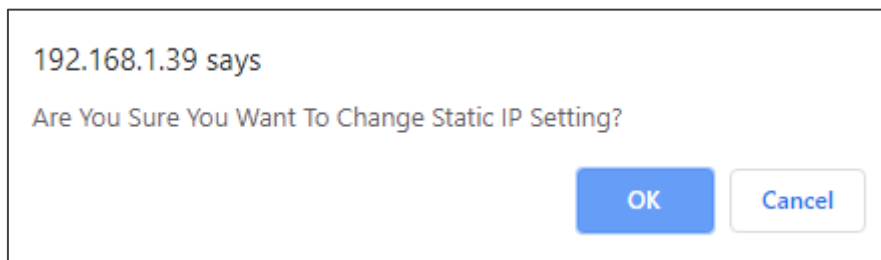 192.168.1.39 says
Are You Sure You Want To Change Static IP Setting?
OK Cancel